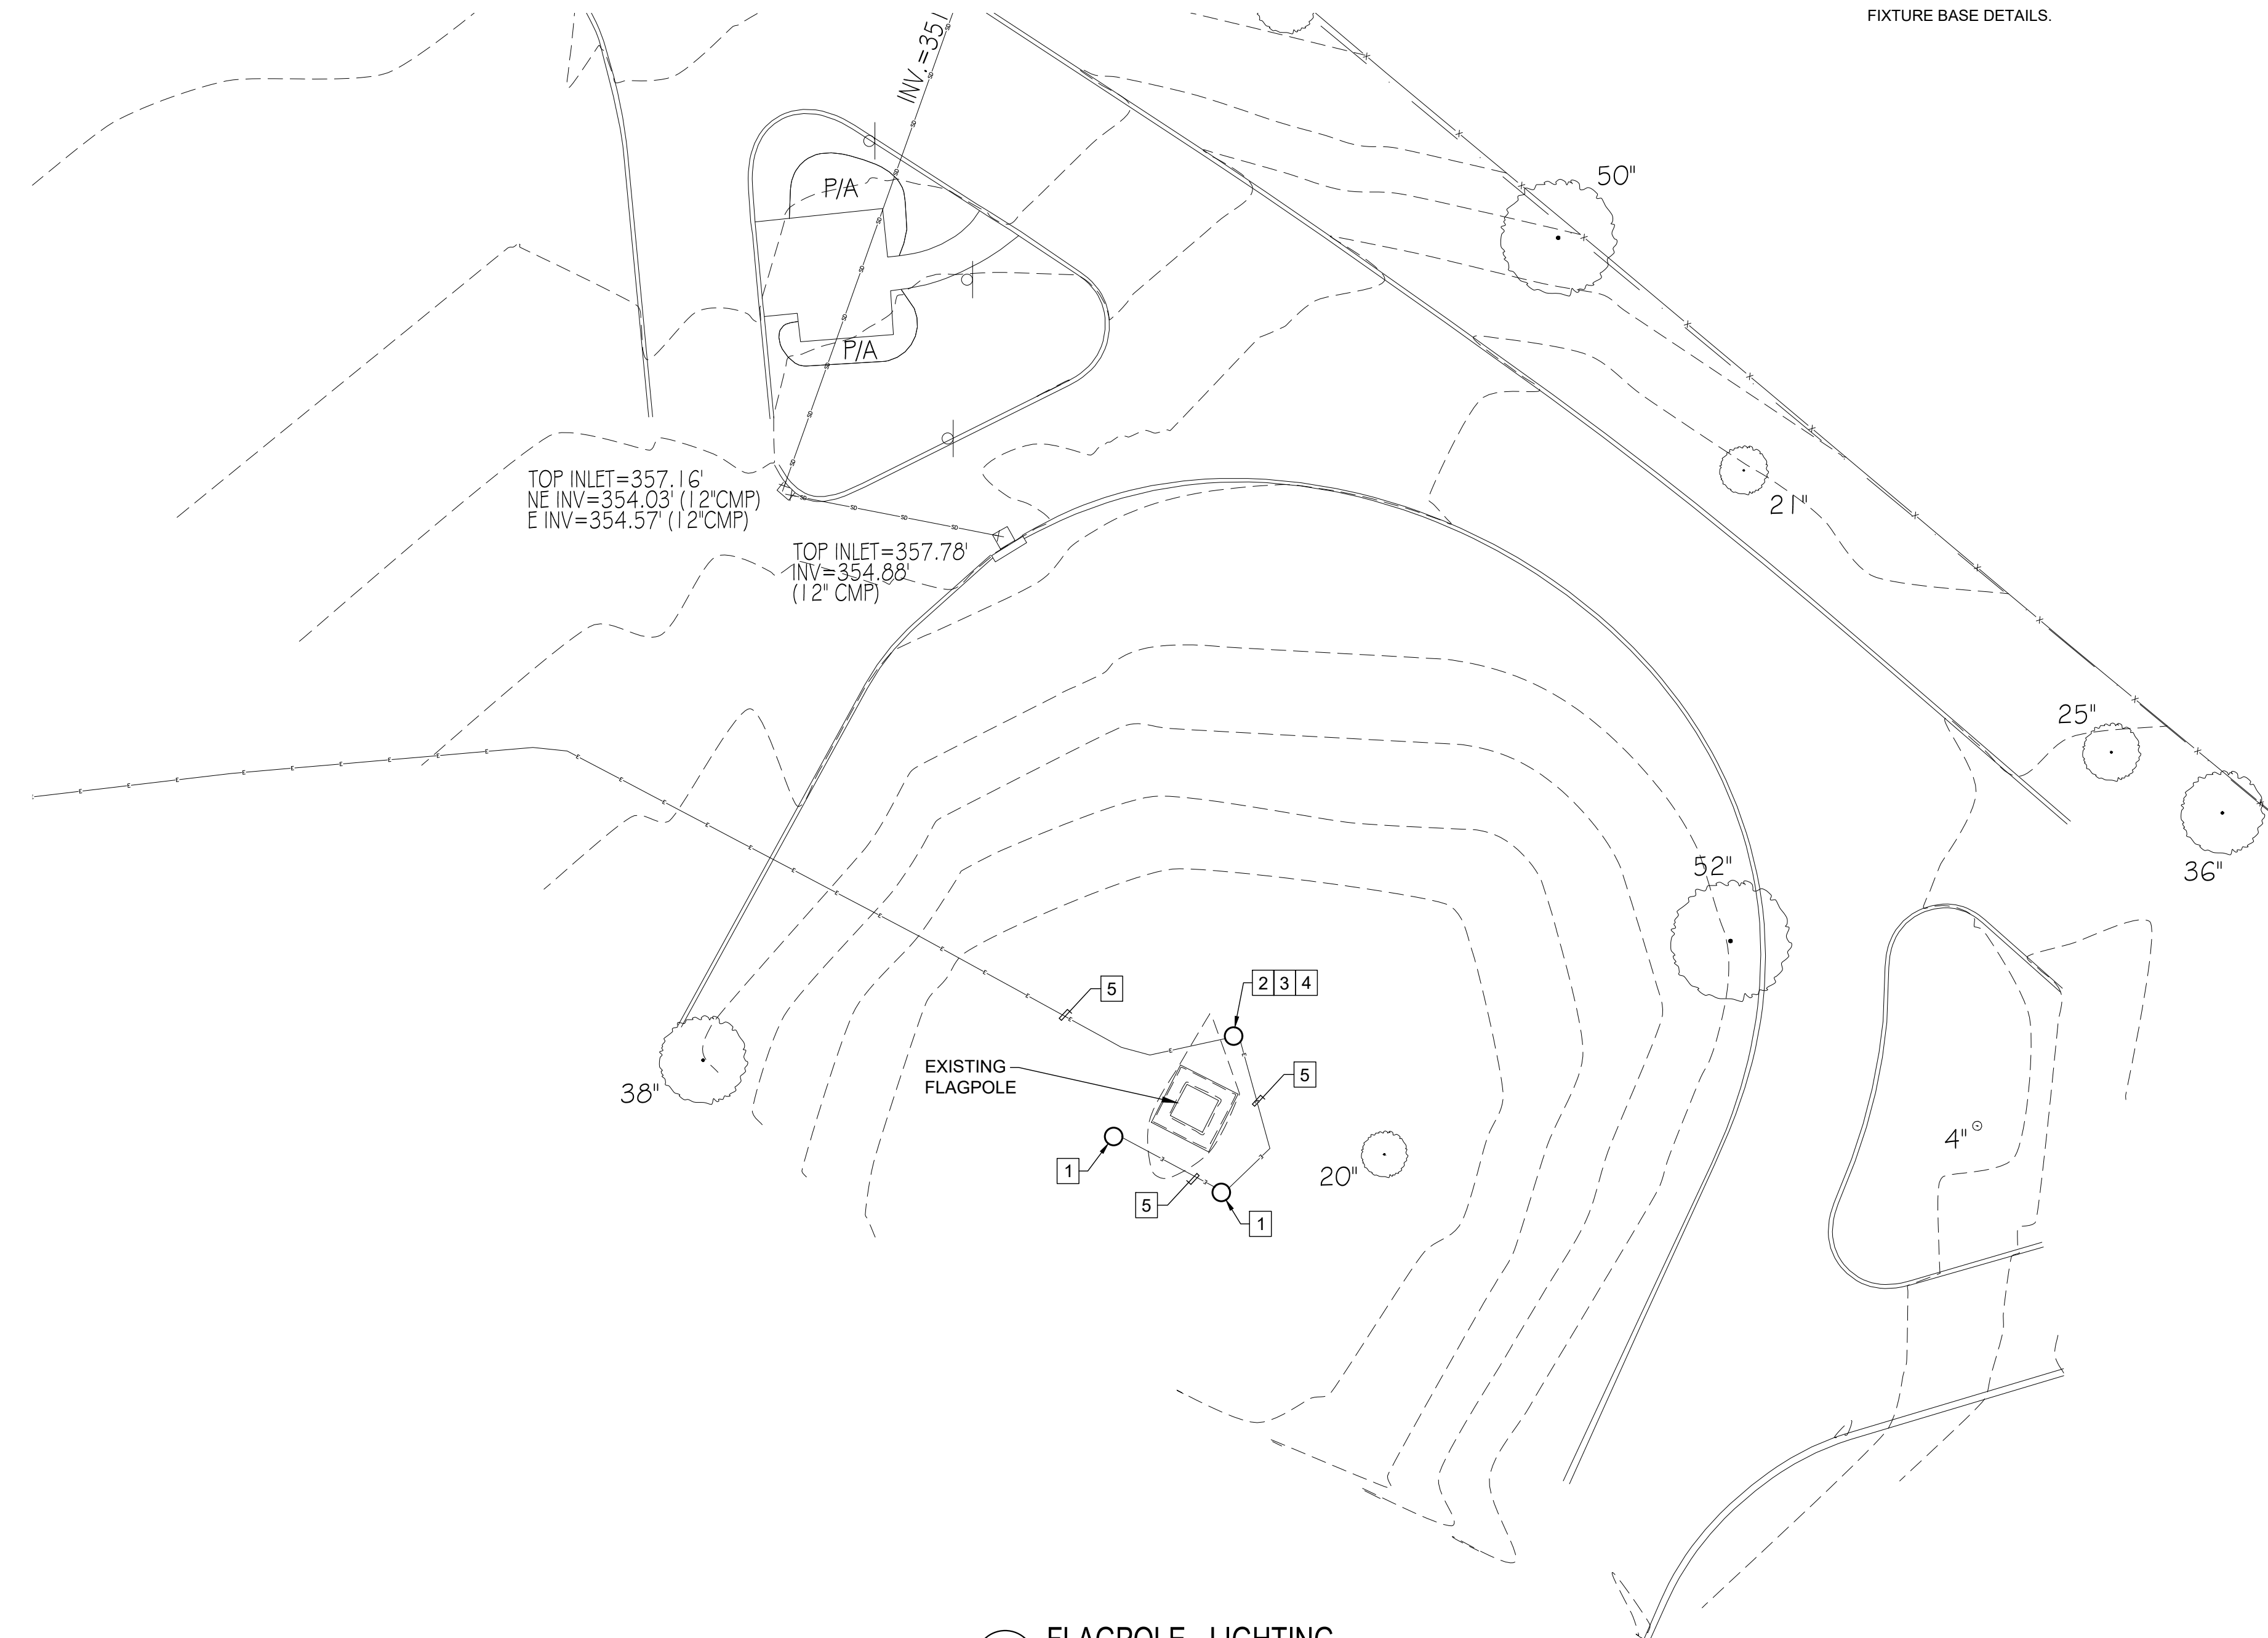 FIXTURE BASE DETAILS.
INV.=351
50"
P/A
P/A
TOP INLET=357.16'
NE INV=354.03' (12"CMP)
E INV=354.57' (12"CMP)
21"
TOP INLET=357.78'
INV=354.88'
(12" CMP)
25"
52"
36"
2 3 4
5
EXISTING
FLAGPOLE
5
38"
4"
1
20"
5
1
FLAGPOLE - LIGHTING